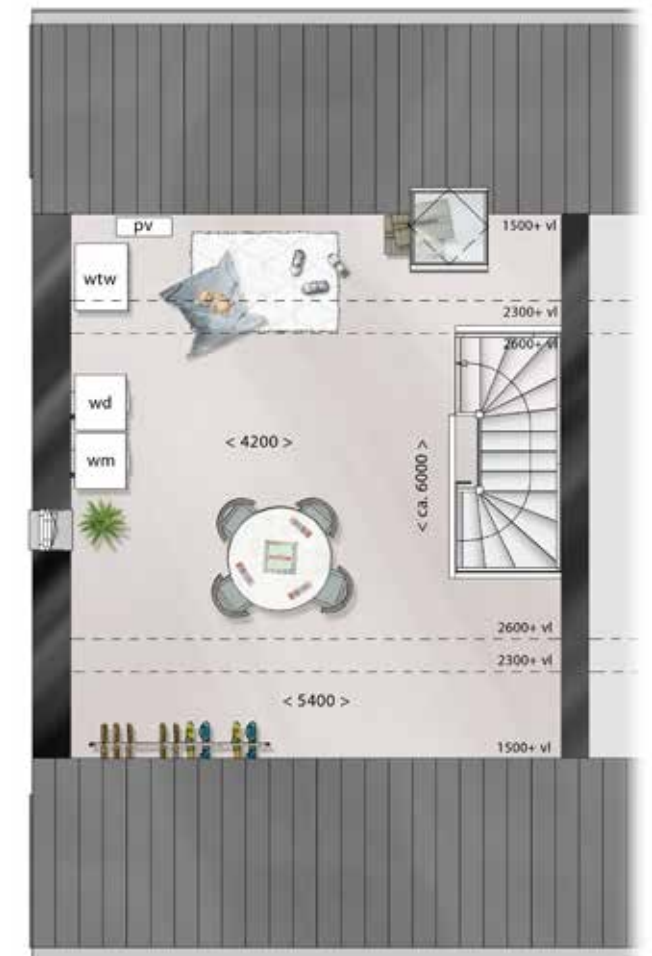 pv
1500+ vl
wtw
2300+ vl
2600+ vl
wd
< 4200 >
wm
< ca. 6000 >
2600+ vl
2300+ vl
< 5400 >
1500+ vl